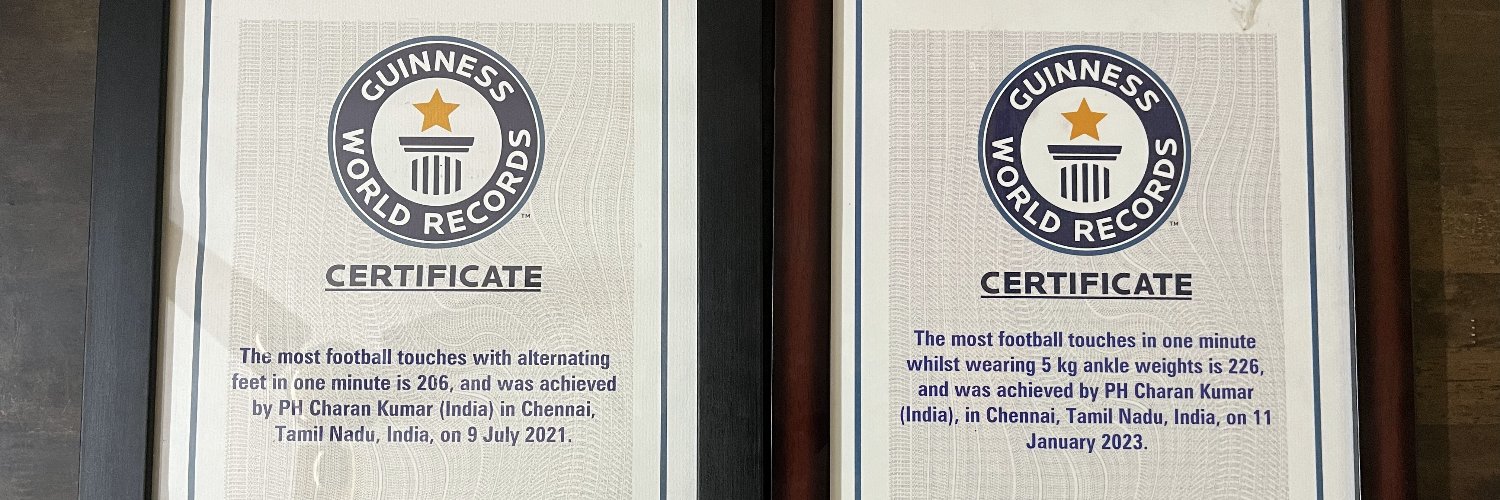 GUINNESS
WORLD RECORDS
TM
CERTIFICATE
The most football touches with alternating
feet in one minute is 206, and was achieved
by PH Charan Kumar (India) in Chennai,
Tamil Nadu, India, on 9 July 2021.
GUINNESS
WORLD RECORDS
TM
CERTIFICATE
The most football touches in one minute
whilst wearing 5 kg ankle weights is 226,
and was achieved by PH Charan Kumar
(India), in Chennai, Tamil Nadu, India, on 11
January 2023.